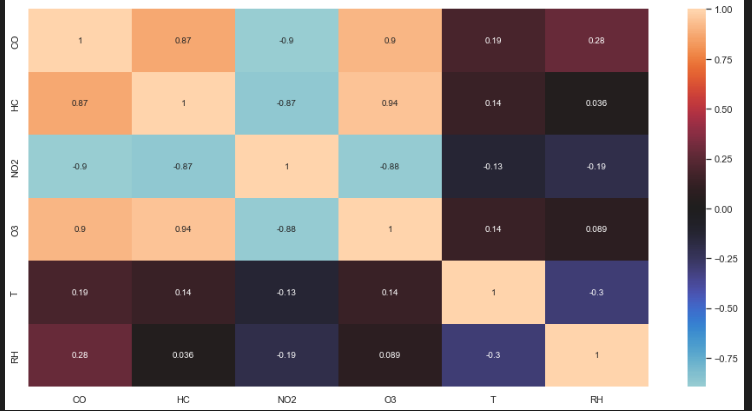 CO 1 0.87 -0.9 0.9 0.19 0.28
HC 0.87 1 -0.87 0.94 0.14 0.036
NO2 -0.9 -0.87 1 -0.88 -0.13 -0.19
O3 0.9 0.94 -0.88 1 0.14 0.089
T 0.19 0.14 -0.13 0.14 1 -0.3
RH 0.28 0.036 -0.19 0.089 -0.3 1
CO HC NO2 O3 T RH
1.00
0.75
0.50
0.25
0.00
−0.25
−0.50
−0.75